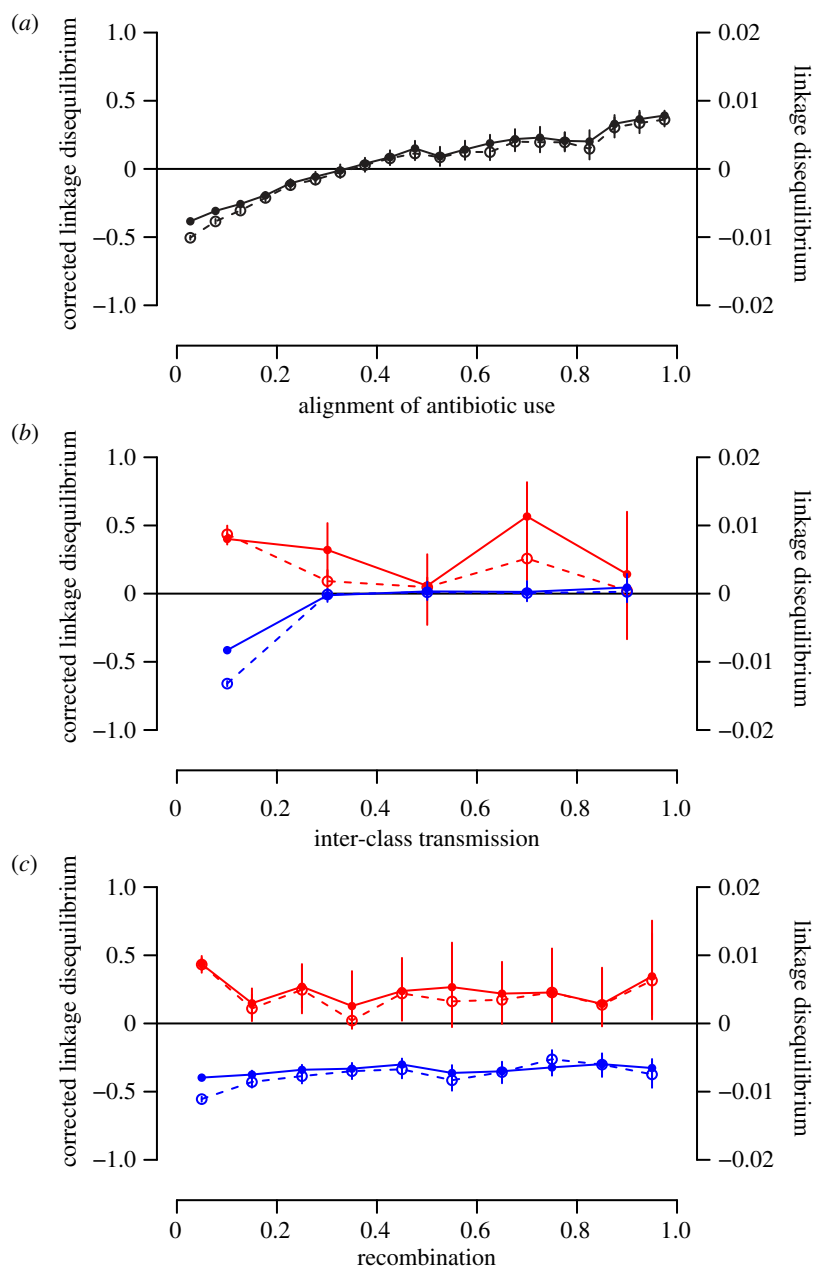 (a)
corrected linkage disequilibrium
1.0
0.5
0
−0.5
−1.0
0.02
0.01
0
−0.01
−0.02
linkage disequilibrium
0 0.2 0.4 0.6 0.8 1.0
alignment of antibiotic use
(b)
corrected linkage disequilibrium
1.0
0.5
0
−0.5
−1.0
0.02
0.01
0
−0.01
−0.02
linkage disequilibrium
0 0.2 0.4 0.6 0.8 1.0
inter-class transmission
(c)
corrected linkage disequilibrium
1.0
0.5
0
−0.5
−1.0
0.02
0.01
0
−0.01
−0.02
linkage disequilibrium
0 0.2 0.4 0.6 0.8 1.0
recombination